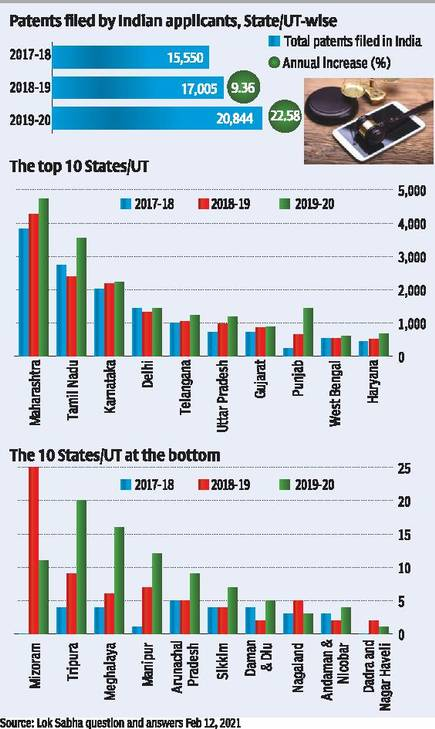 Patents filed by Indian applicants, State/UT-wise
2017-18 15,550
Total patents filed in India
Annual Increase (%)
2018-19 17,005 9.36
2019-20 20,844 22.58
The top 10 States/UT
2017-18 2018-19 2019-20
5,000
4,000
3,000
2,000
1,000
0
Maharashtra
Tamil Nadu
Karnataka
Delhi
Telangana
Uttar Pradesh
Gujarat
Punjab
West Bengal
Haryana
The 10 States/UT at the bottom
2017-18 2018-19 2019-20
25
20
15
10
5
0
Mizoram
Tripura
Meghalaya
Manipur
Arunachal
Pradesh
Sikkim
Daman
& Diu
Nagaland
Andaman &
Nicobar
Dadra and
Nagar Haveli
Source: Lok Sabha question and answers Feb 12, 2021